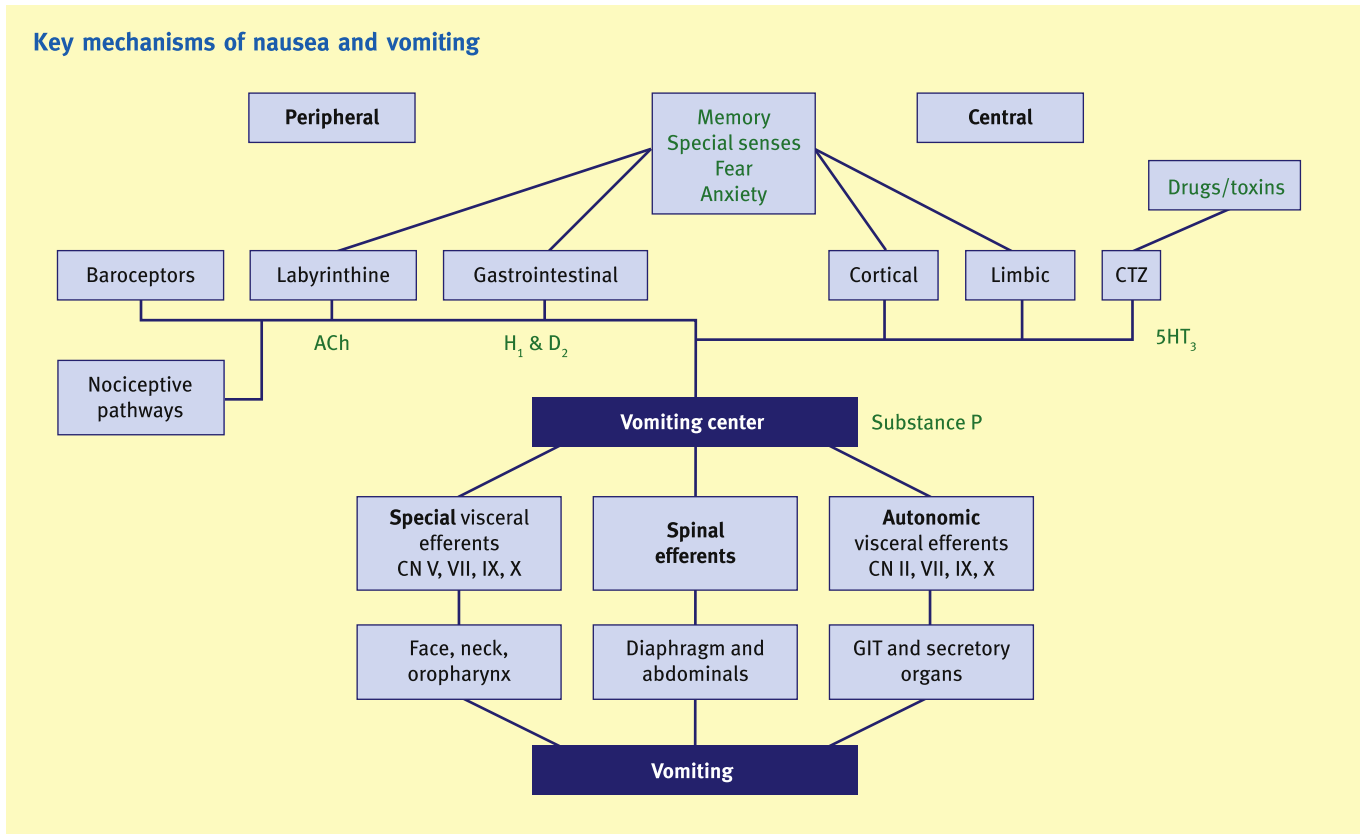 Key mechanisms of nausea and vomiting
Peripheral
Memory
Special senses
Fear
Anxiety
Central
Drugs/toxins
Baroceptors
Labyrinthine
Gastrointestinal
Cortical
Limbic
CTZ
ACh
H₁ & D₂
5HT₃
Nociceptive
pathways
Vomiting center
Substance P
Special visceral
efferents
CN V, VII, IX, X
Spinal
efferents
Autonomic
visceral efferents
CN II, VII, IX, X
Face, neck,
oropharynx
Diaphragm and
abdominals
GIT and secretory
organs
Vomiting